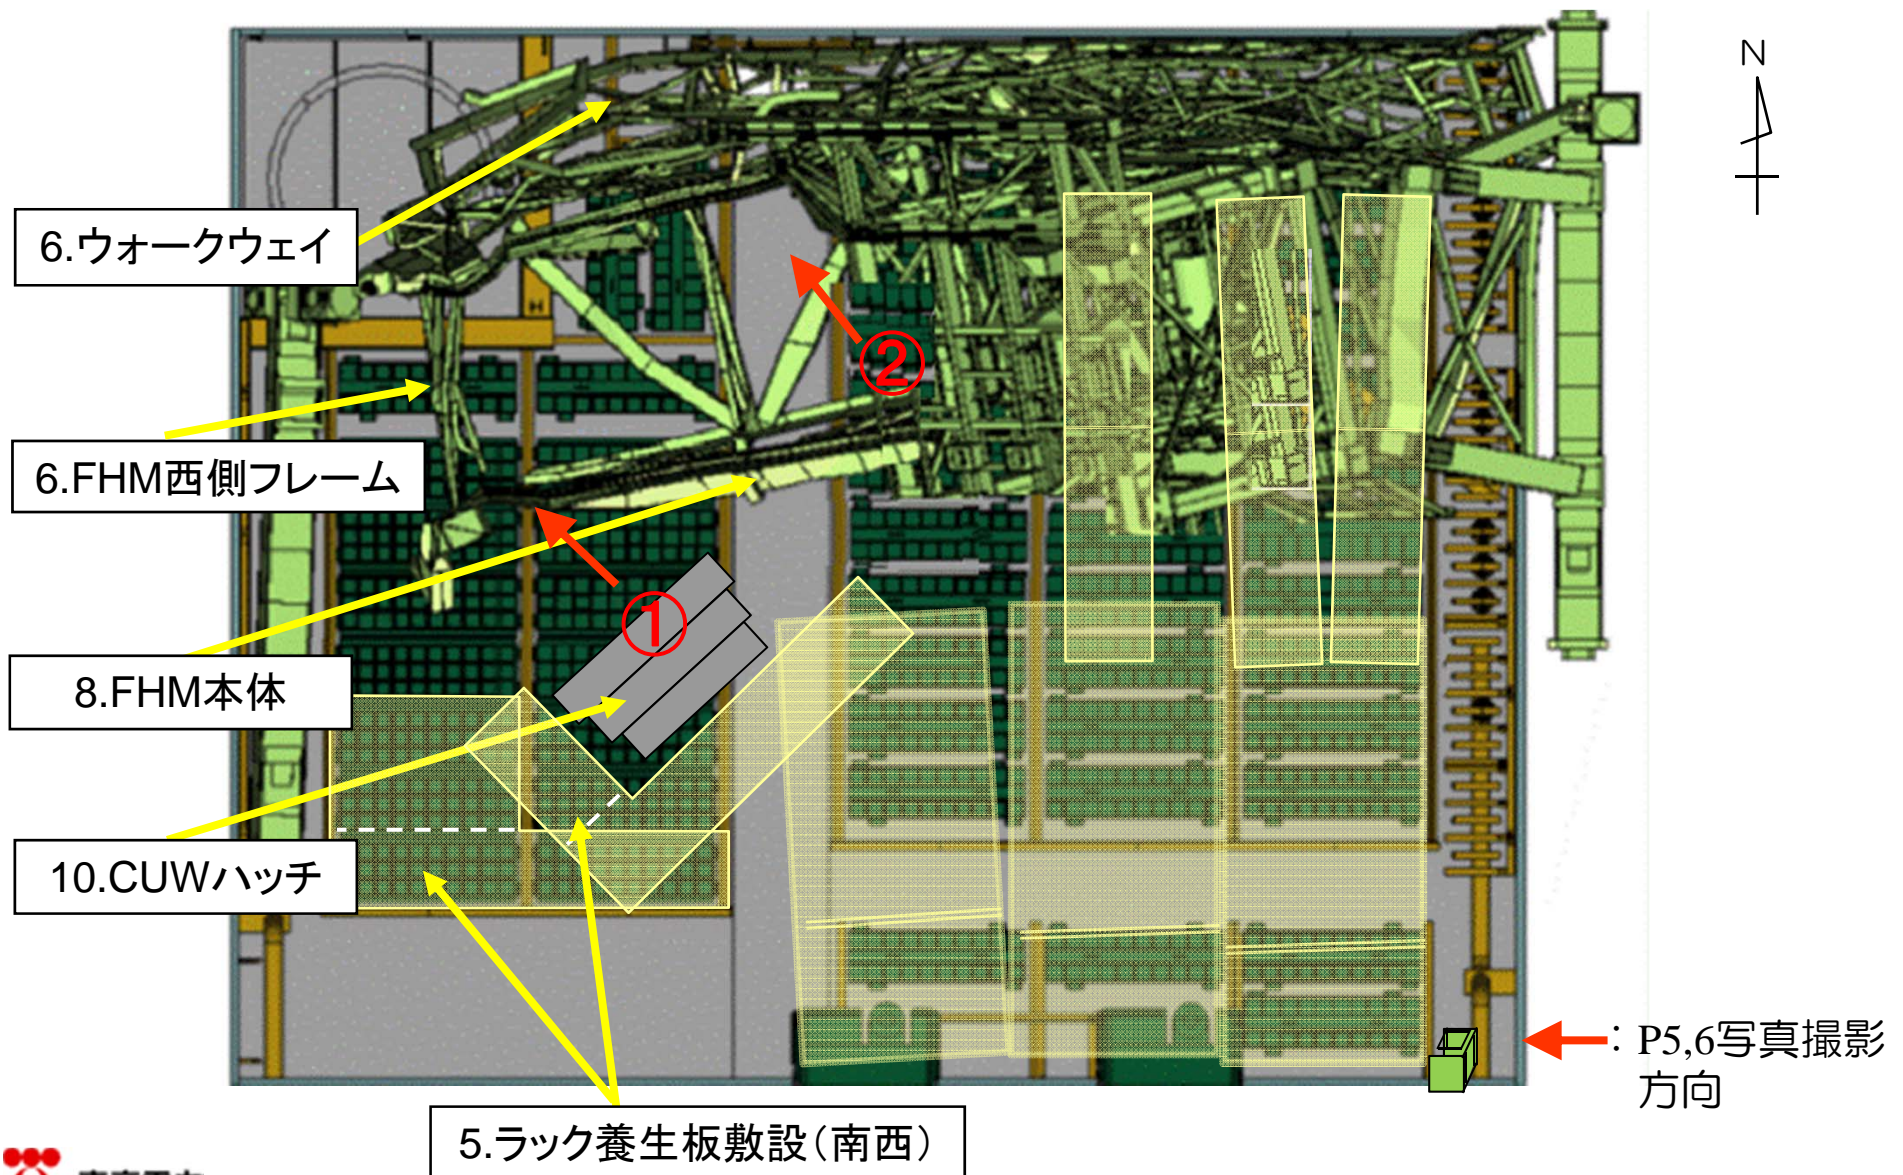 N
6.ウォークウェイ
②
6.FHM西側フレーム
①
8.FHM本体
10.CUWハッチ
:P5,6写真撮影
方向
5.ラック養生板敷設(南西)